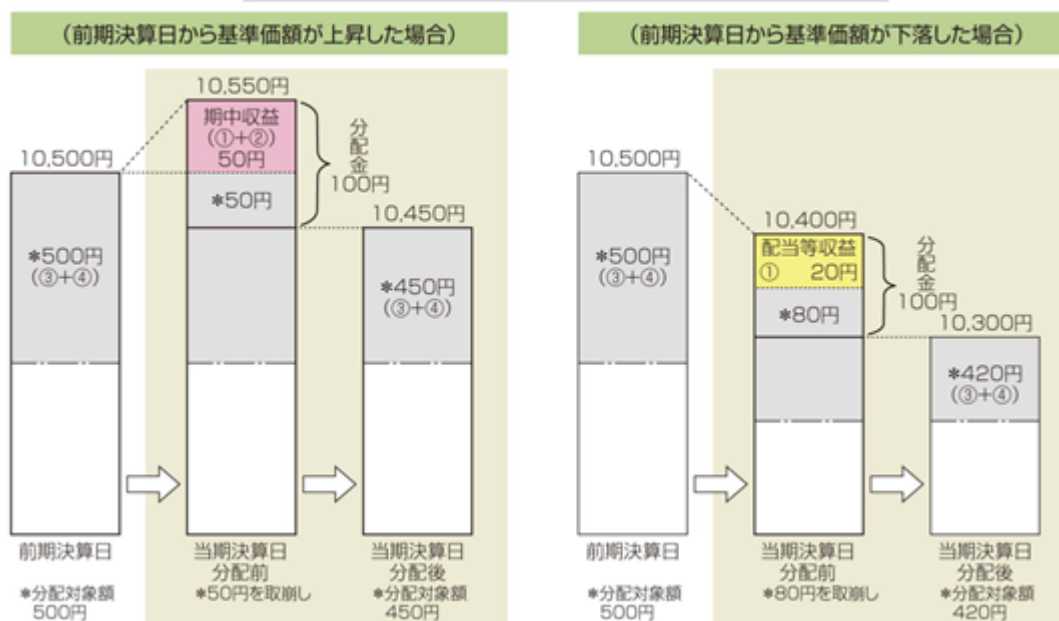 (前期決算日から基準価額が上昇した場合)
10,550円
期中収益
(①+②)
50円
分配金
100円
10,500円
*50円
10,450円
*500円
(③+④)
*450円
(③+④)
前期決算日
当期決算日
分配前
当期決算日
分配後
*分配対象額
500円
*50円を取崩し
*分配対象額
450円
(前期決算日から基準価額が下落した場合)
10,500円
10,400円
配当等収益
① 20円
分配金
100円
*500円
(③+④)
*80円
10,300円
*420円
(③+④)
前期決算日
当期決算日
分配前
当期決算日
分配後
*分配対象額
500円
*80円を取崩し
*分配対象額
420円